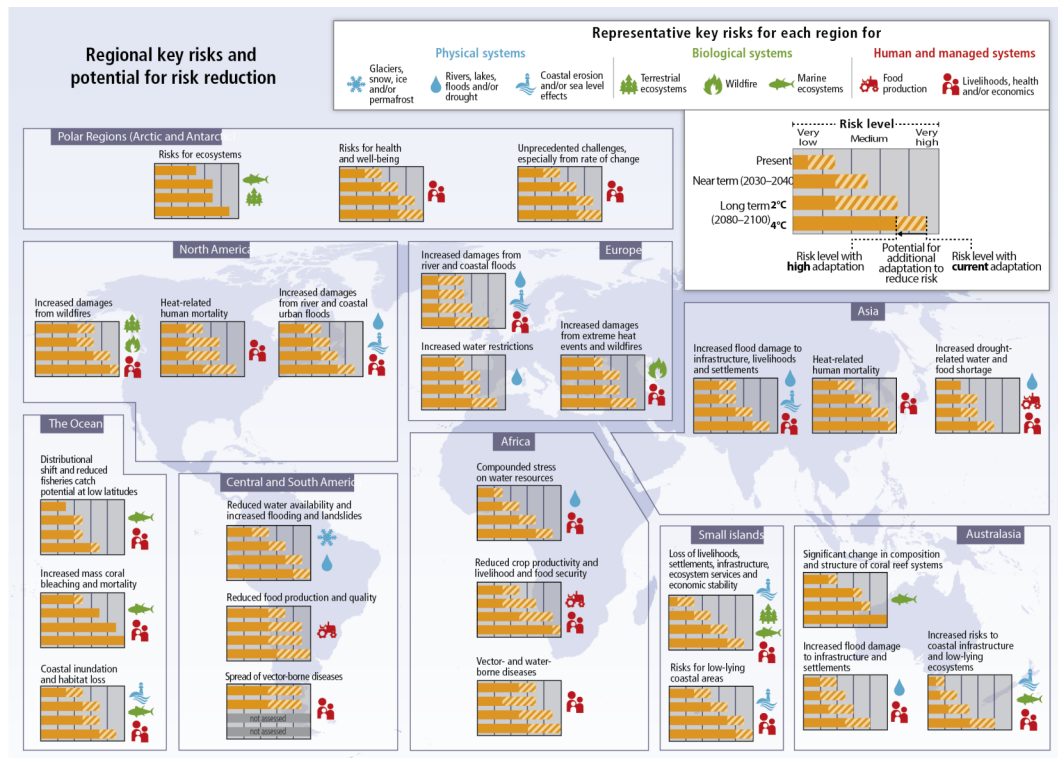 Regional key risks and
potential for risk reduction
Representative key risks for each region for
Physical systems
Biological systems
Human and managed systems
Glaciers,
snow, ice
and/or
permafrost
Rivers, lakes,
floods and/or
drought
Coastal erosion
and/or sea level
effects
Terrestrial
ecosystems
Wildfire
Marine
ecosystems
Food
production
Livelihoods, health
and/or economics
Risk level
Very
low
Medium
Very
high
Present
Near term (2030–2040
Long term 2°C
(2080–2100)
4°C
Risk level with
high adaptation
Potential for
additional
adaptation to
reduce risk
Risk level with
current adaptation
Polar Regions (Arctic and Antarctic
Risks for ecosystems
Risks for health
and well-being
Unprecedented challenges,
especially from rate of change
North America
Increased damages
from wildfires
Heat-related
human mortality
Increased damages
from river and coastal
urban floods
Europe
Increased damages from
river and coastal floods
Increased water restrictions
Increased damages
from extreme heat
events and wildfires
Asia
Increased flood damage to
infrastructure, livelihoods
and settlements
Heat-related
human mortality
Increased drought-
related water and
food shortage
The Ocean
Distributional
shift and reduced
fisheries catch
potential at low latitudes
Increased mass coral
bleaching and mortality
Coastal inundation
and habitat loss
Central and South Americ
Reduced water availability and
increased flooding and landslides
Reduced food production and quality
Spread of vector-borne diseases
not assessed
not assessed
Africa
Compounded stress
on water resources
Reduced crop productivity and
livelihood and food security
Vector- and water-
borne diseases
Small islands
Loss of livelihoods,
settlements, infrastructure,
ecosystem services and
economic stability
Risks for low-lying
coastal areas
Australasia
Significant change in composition
and structure of coral reef systems
Increased flood damage
to infrastructure and
settlements
Increased risks to
coastal infrastructure
and low-lying
ecosystems